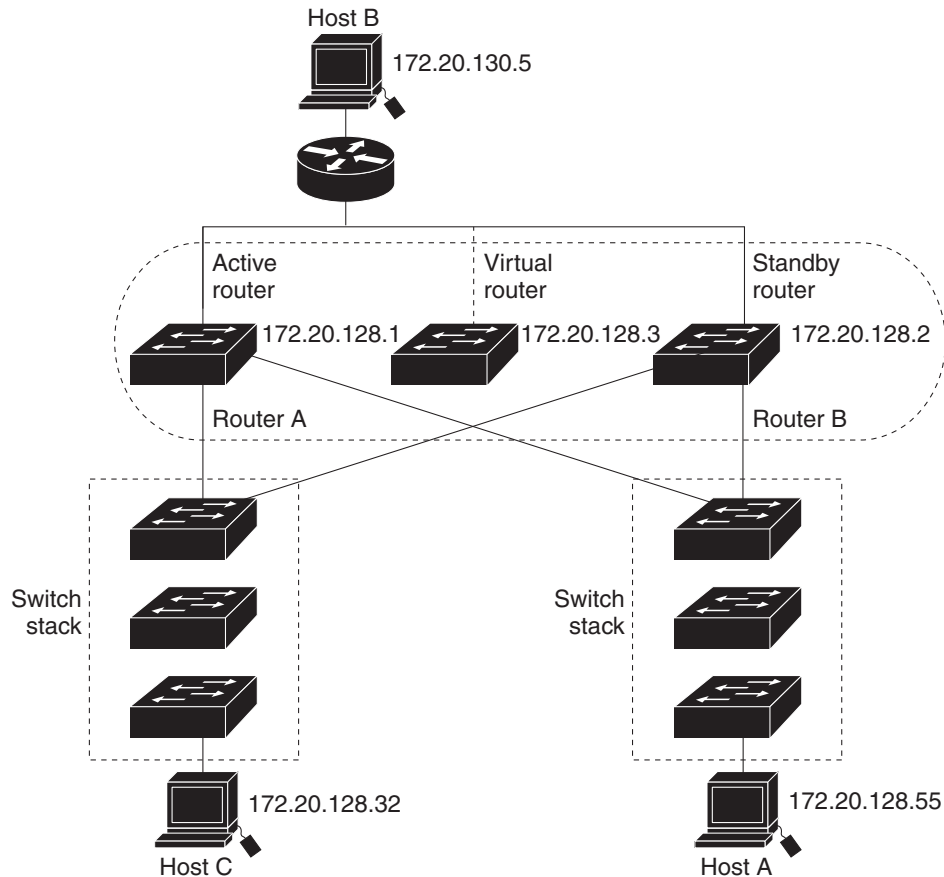 Host B
172.20.130.5
Active
router
Virtual
router
Standby
router
172.20.128.1
172.20.128.3
172.20.128.2
Router A
Router B
Switch
stack
Switch
stack
172.20.128.32
172.20.128.55
Host C
Host A